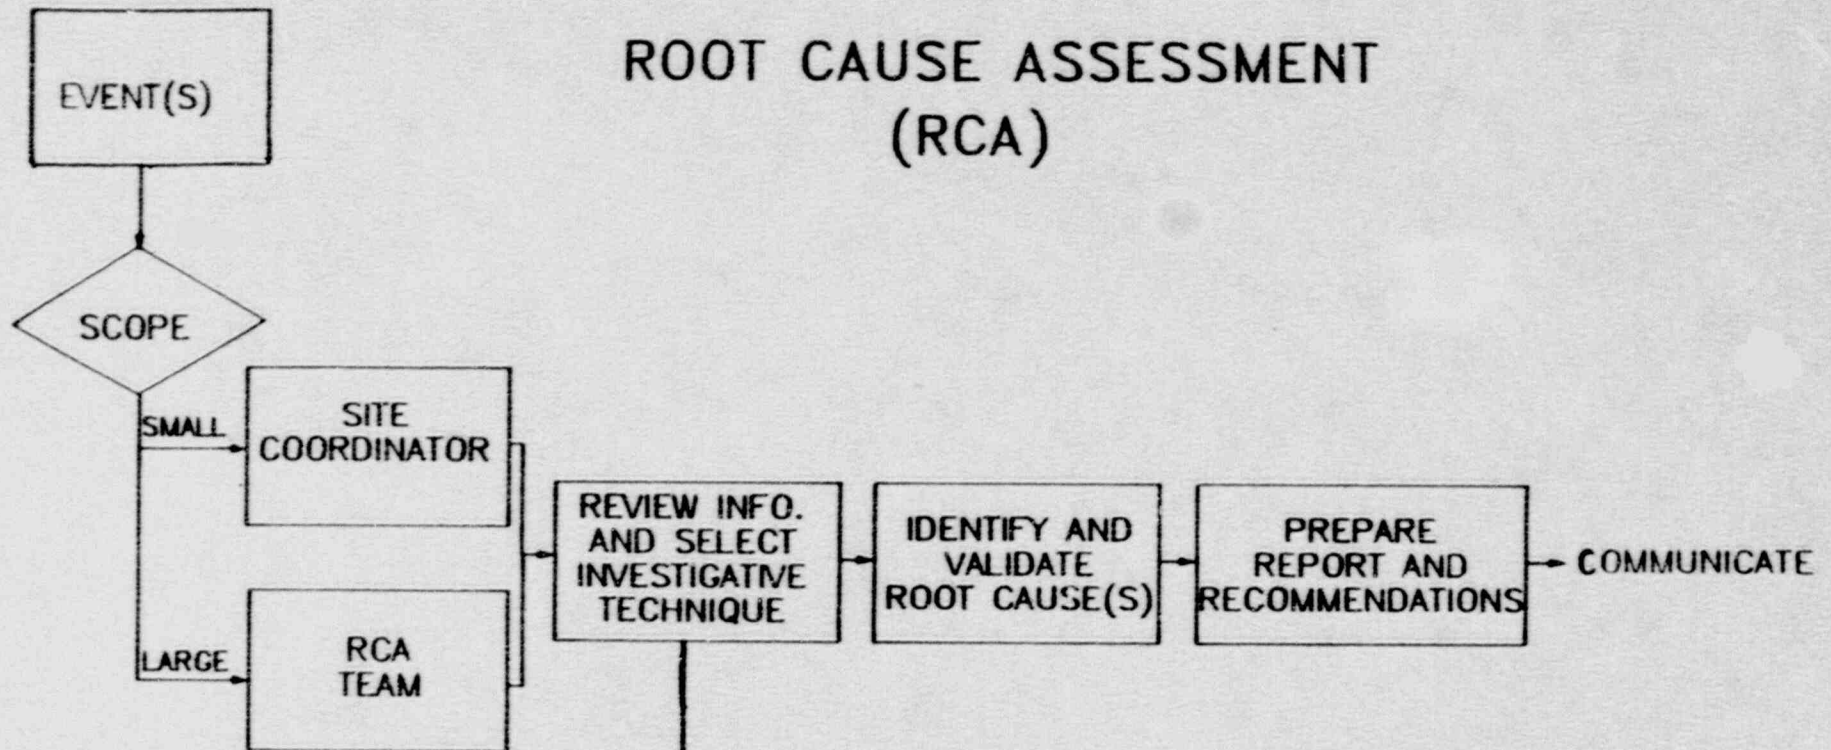 ROOT CAUSE ASSESSMENT
(RCA)
EVENT(S)
SCOPE
SMALL
SITE
COORDINATOR
LARGE
RCA
TEAM
REVIEW INFO.
AND SELECT
INVESTIGATIVE
TECHNIQUE
IDENTIFY AND
VALIDATE
ROOT CAUSE(S)
PREPARE
REPORT AND
RECOMMENDATIONS
COMMUNICATE